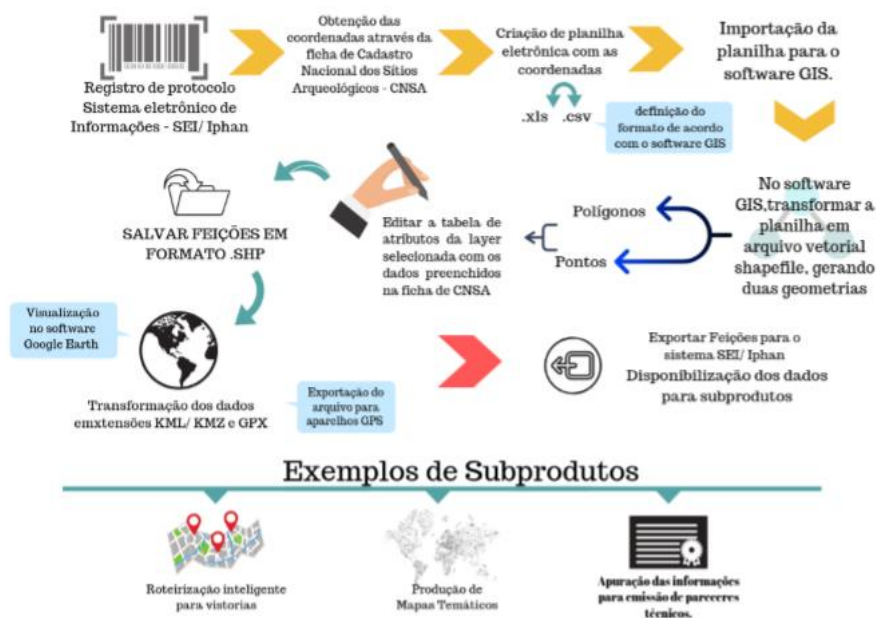 Registro de protocolo
Sistema eletrônico de
Informações - SEI/ Iphan
Obtenção das
coordenadas através da
ficha de Cadastro
Nacional dos Sítios
Arqueológicos - CNSA
Criação de planilha
eletrônica com as
coordenadas
.xls .csv
definição do
formato de acordo
com o software GIS
Importação da
planilha para o
software GIS.
No software
GIS,transformar a
planilha em
arquivo vetorial
shapefile, gerando
duas geometrias
Polígonos
Pontos
Editar a tabela de
atributos da layer
selecionada com os
dados preenchidos
na ficha de CNSA
SALVAR FEIÇÕES EM
FORMATO .SHP
Visualização
no software
Google Earth
Transformação dos dados
emxtensões KML/ KMZ e GPX
Exportação do
arquivo para
aparelhos GPS
Exportar Feições para o
sistema SEI/ Iphan
Disponibilização dos dados
para subprodutos
Exemplos de Subprodutos
Roteirização inteligente
para vistorias
Produção de
Mapas Temáticos
Apuração das informações
para emissão de pareceres
técnicos.